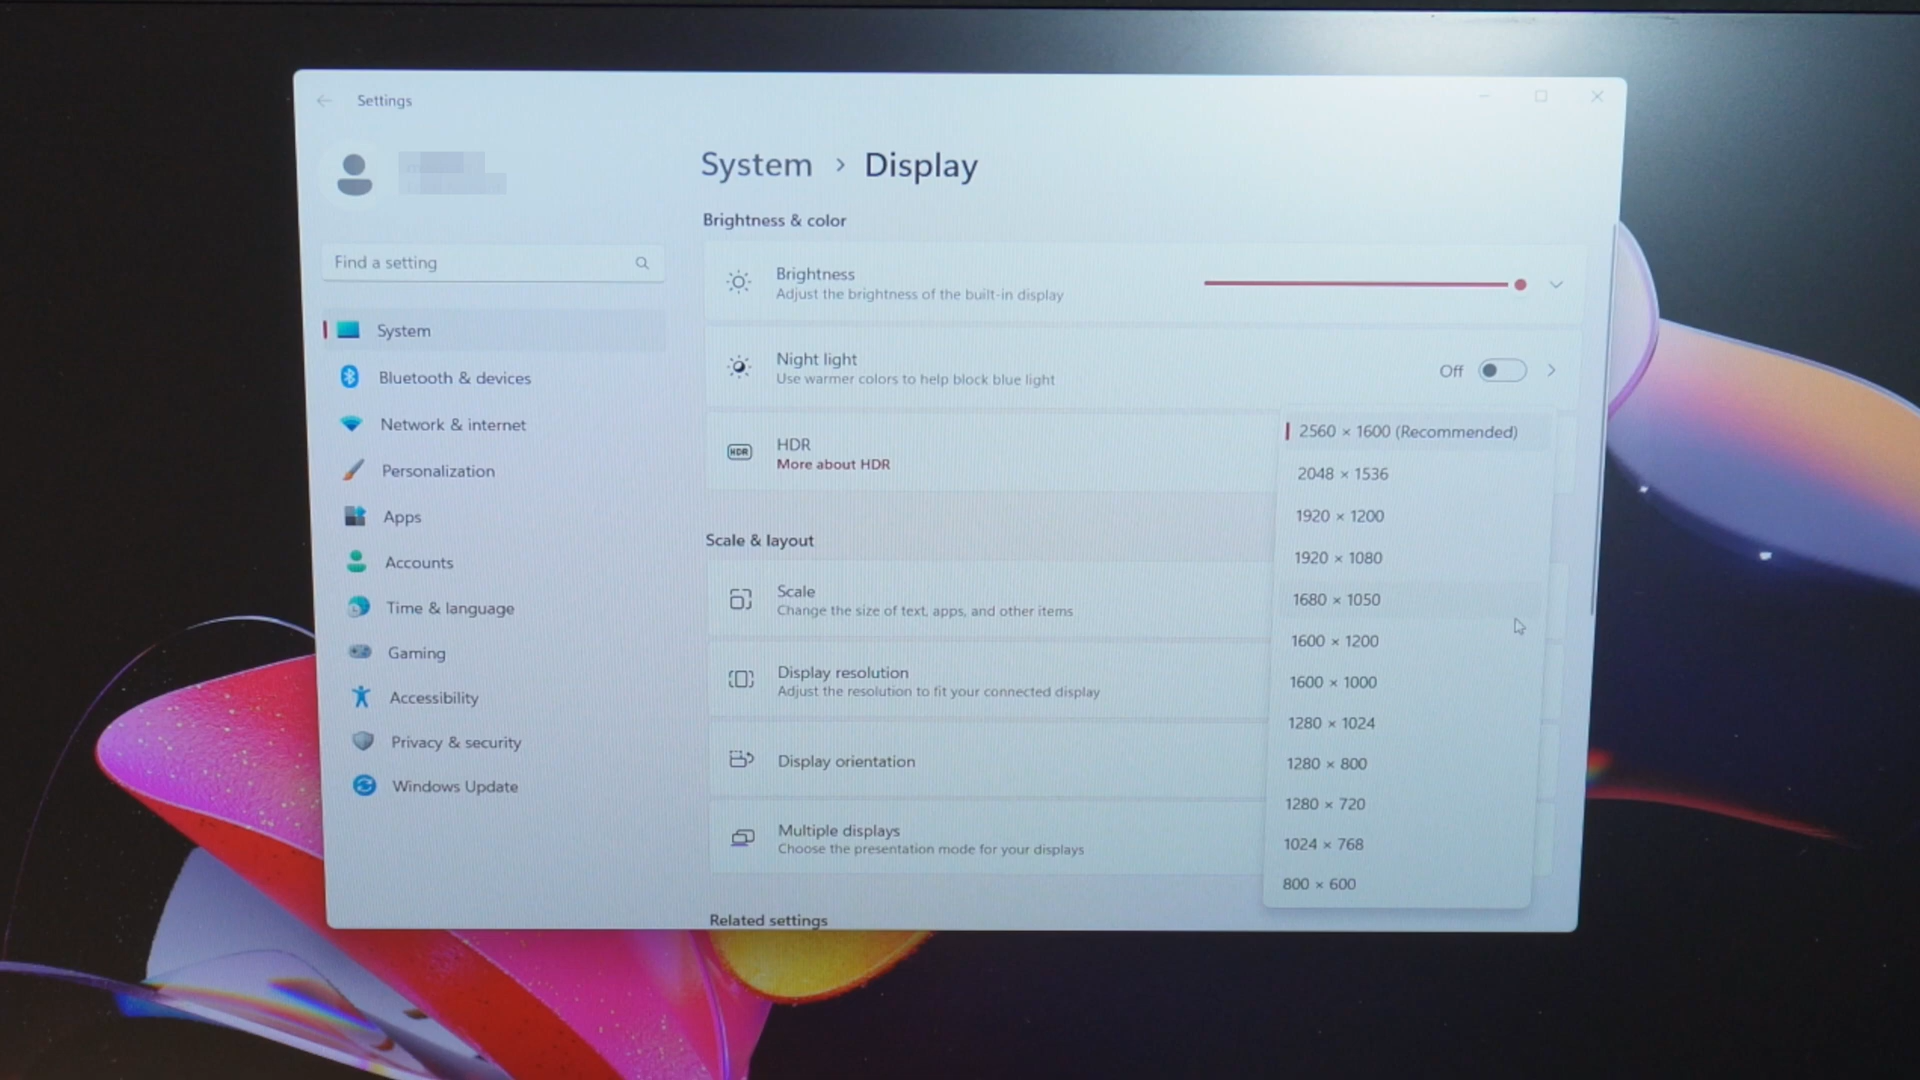 Settings
System > Display
Brightness & color
Find a setting
Brightness
Adjust the brightness of the built-in display
System
Night light
Use warmer colors to help block blue light
Off
Bluetooth & devices
Network & internet
HDR
HDR
More about HDR
Personalization
Apps
Accounts
Time & language
Gaming
Accessibility
Privacy & security
Windows Update
Scale & layout
Scale
Change the size of text, apps, and other items
Display resolution
Adjust the resolution to fit your connected display
Display orientation
Multiple displays
Choose the presentation mode for your displays
Related settings
2560 × 1600 (Recommended)
2048 × 1536
1920 × 1200
1920 × 1080
1680 × 1050
1600 × 1200
1600 × 1000
1280 × 1024
1280 × 800
1280 × 720
1024 × 768
800 × 600